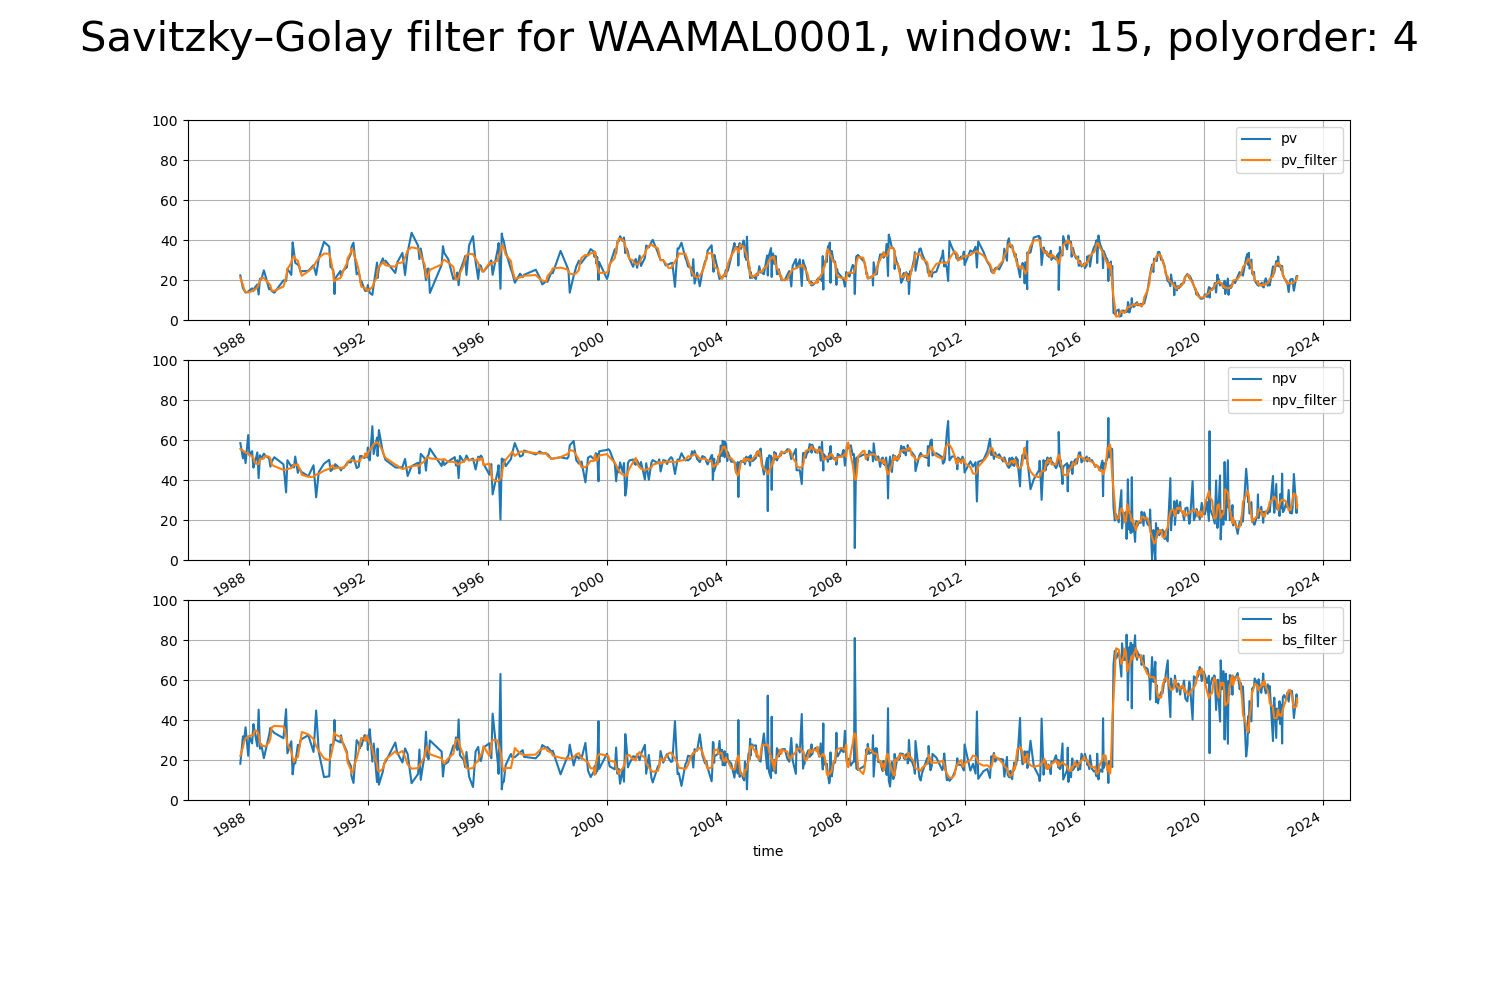 Savitzky–Golay filter for WAAMAL0001, window: 15, polyorder: 4
100
80
60
40
20
0
pv
pv_filter
1988 1992 1996 2000 2004 2008 2012 2016 2020 2024
100
80
60
40
20
0
npv
npv_filter
1988 1992 1996 2000 2004 2008 2012 2016 2020 2024
100
80
60
40
20
0
bs
bs_filter
1988 1992 1996 2000 2004 2008 2012 2016 2020 2024
time